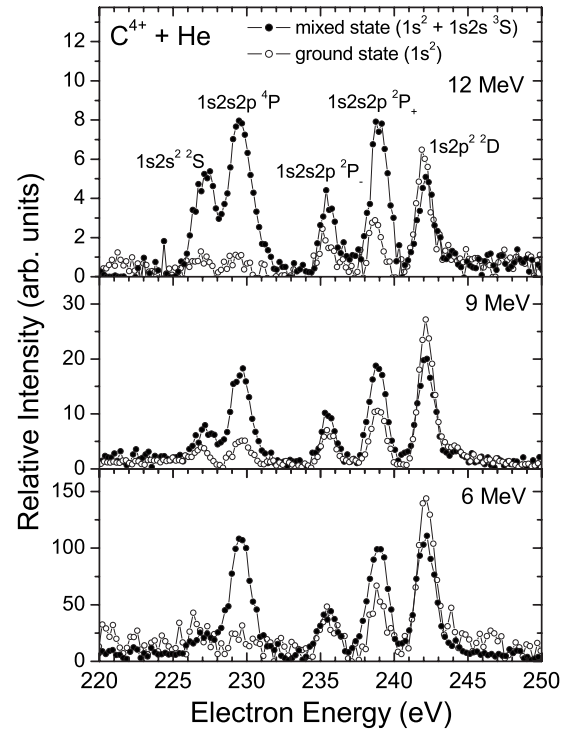 C⁴⁺ + He
mixed state (1s² + 1s2s ³S)
ground state (1s²)
12 MeV
1s2s² ²S
1s2s2p ⁴P
1s2s2p ²P₋
1s2s2p ²P₊
1s2p² ²D
12
10
8
6
4
2
0
9 MeV
30
20
10
0
6 MeV
150
100
50
0
220 225 230 235 240 245 250
Electron Energy (eV)
Relative Intensity (arb. units)